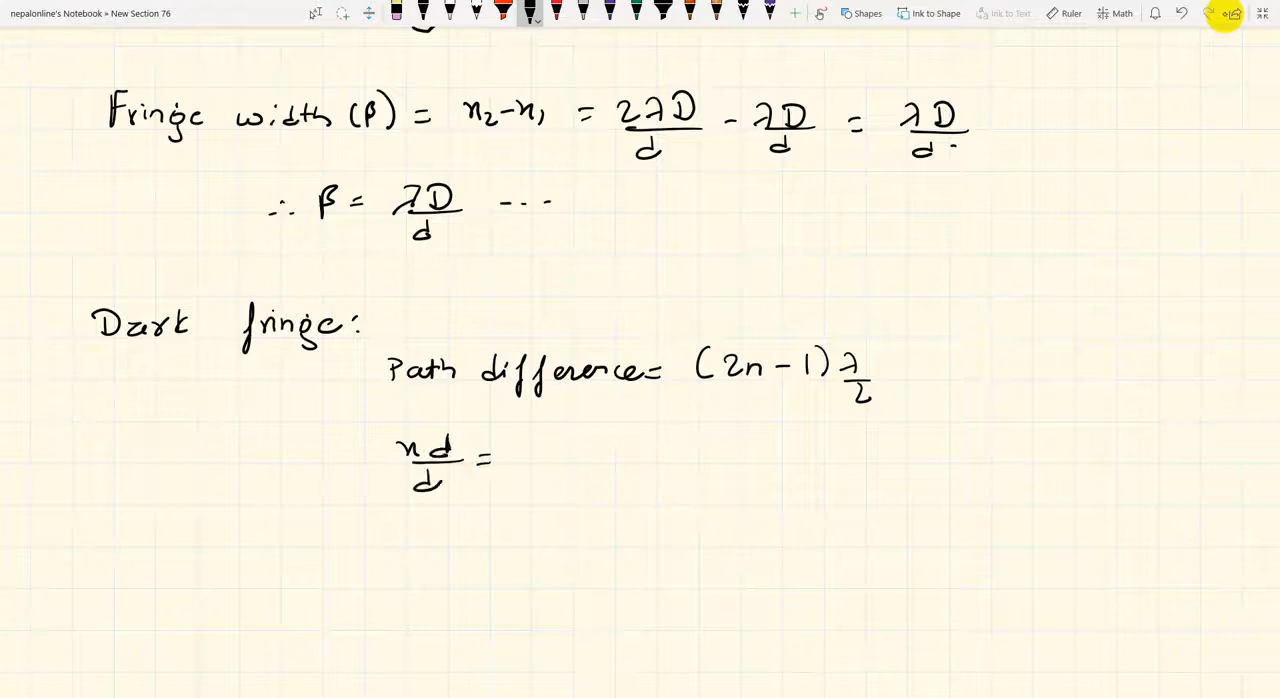 nepalonline's Notebook » New Section 76
Shapes Ink to Shape Ink to Text Ruler Math
Fringe width (β) = x₂-x₁ = 2λD/d - λD/d = λD/d.
∴ β = λD/d ---
Dark fringe:
Path difference = (2n-1)λ/2
xd/d =